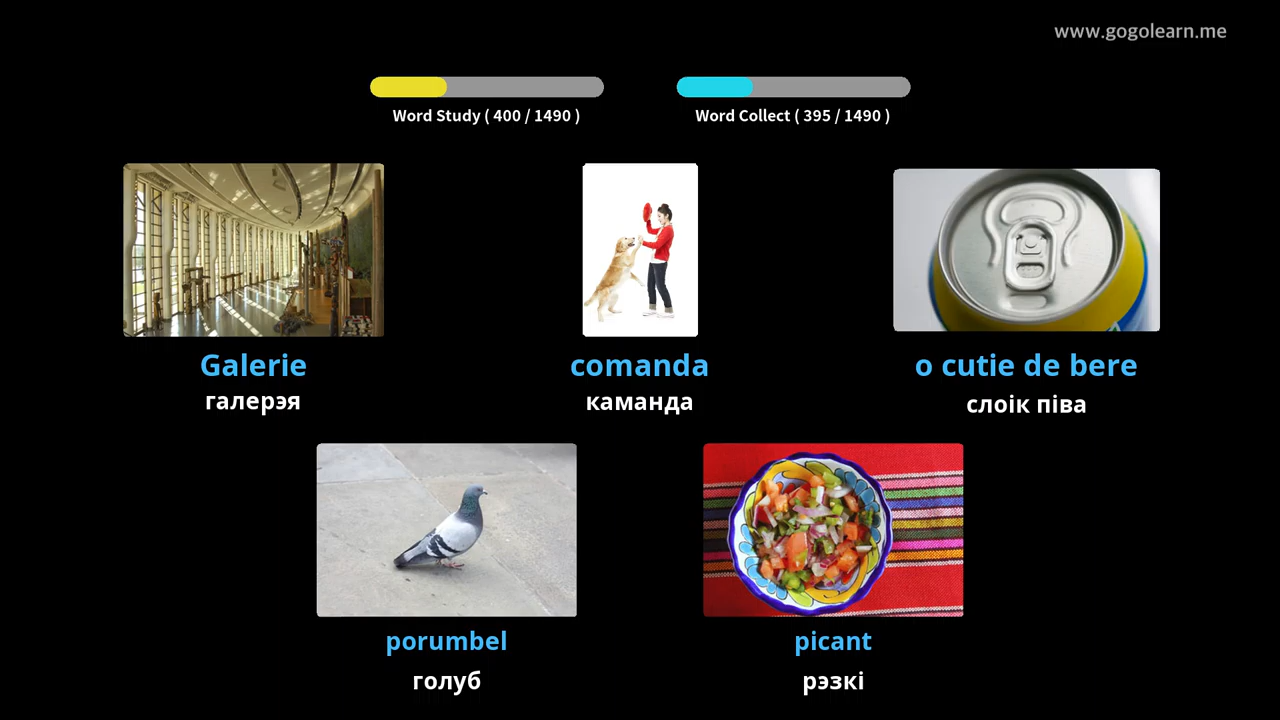 www.gogolearn.me
Word Study ( 400 / 1490 )
Word Collect ( 395 / 1490 )
Galerie
галерэя
comanda
каманда
o cutie de bere
слоік піва
porumbel
голуб
picant
рэзкі